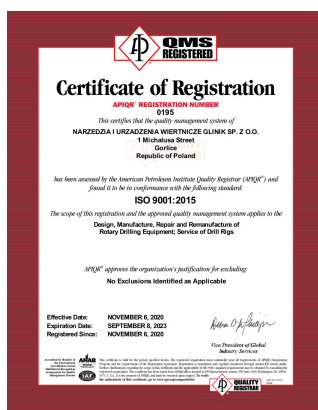 API
QMS
REGISTERED
Certificate of Registration
APIQR® REGISTRATION NUMBER
0195
This certifies that the quality management system of
NARZEDZIA I URZADZENIA WIERTNICZE GLINIK SP. Z O.O.
1 Michalusa Street
Gorlice
Republic of Poland
has been assessed by the American Petroleum Institute Quality Registrar (APIQR®) and
found it to be in conformance with the following standard:
ISO 9001:2015
The scope of this registration and the approved quality management system applies to the
Design, Manufacture, Repair and Remanufacture of
Rotary Drilling Equipment; Service of Drill Rigs
APIQR® approves the organization's justification for excluding:
No Exclusions Identified as Applicable
Effective Date: NOVEMBER 6, 2020
Expiration Date: SEPTEMBER 8, 2023
Registered Since: NOVEMBER 6, 2020
Vice President of Global
Industry Services
ANAB
IAF
API
QUALITY
REGISTRAR